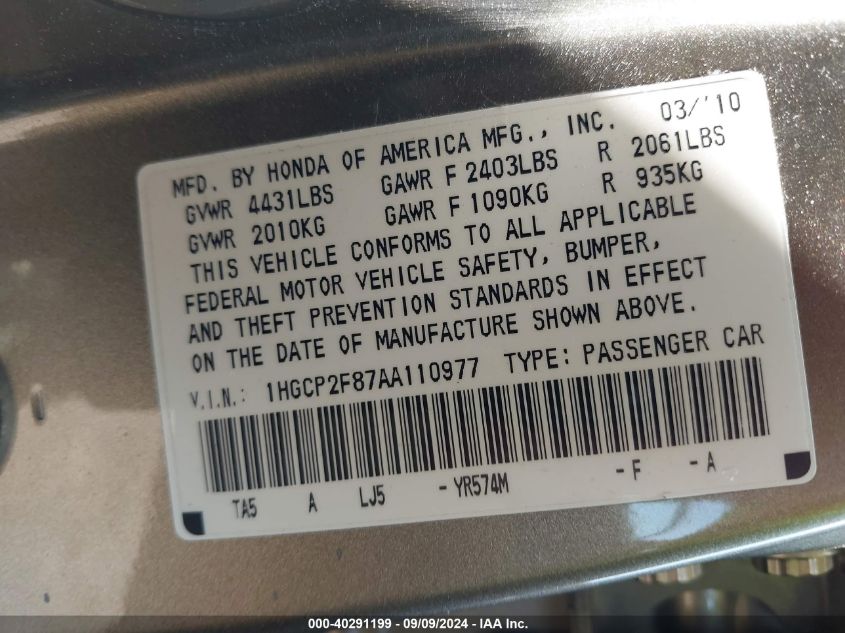 MFD. BY HONDA OF AMERICA MFG., INC. 03/'10
GVWR 4431LBS GAWR F 2403LBS R 2061LBS
GVWR 2010KG GAWR F 1090KG R 935KG
THIS VEHICLE CONFORMS TO ALL APPLICABLE
FEDERAL MOTOR VEHICLE SAFETY, BUMPER,
AND THEFT PREVENTION STANDARDS IN EFFECT
ON THE DATE OF MANUFACTURE SHOWN ABOVE.
V.I.N.: 1HGCP2F87AA110977 TYPE: PASSENGER CAR
TA5 A LJ5 -YR574M -F -A
000-40291199 - 09/09/2024 - IAA Inc.